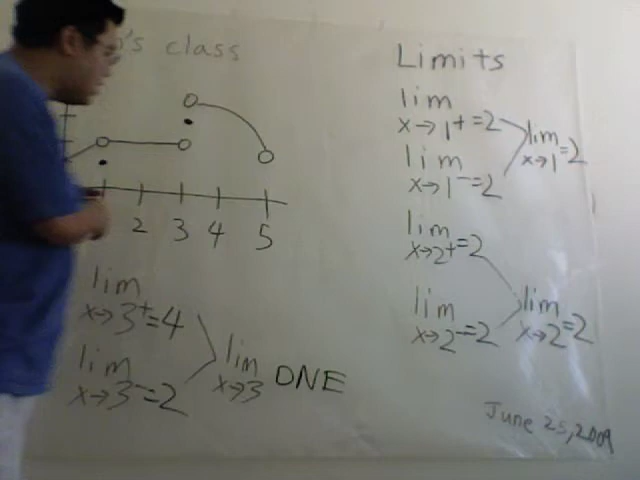 's class
2 3 4 5
lim
x→3+=4
lim
x→3-=2
lim
x→3 DNE
Limits
lim
x→1+=2
lim
x→1-=2
lim
x→1=2
lim
x→2+=2
lim
x→2-=2
lim
x→2=2
June 25,2009